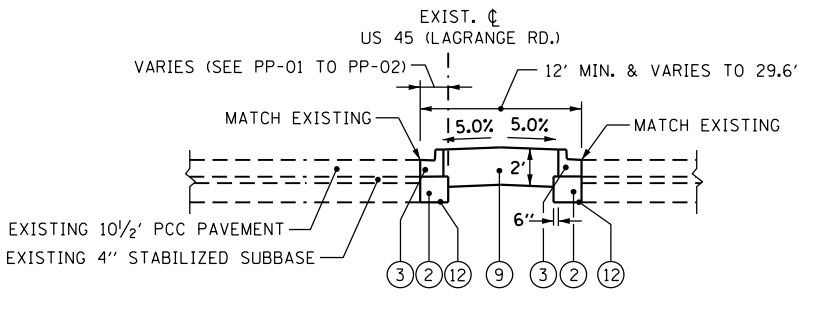 EXIST. ℄
US 45 (LAGRANGE RD.)
VARIES (SEE PP-01 TO PP-02)
12' MIN. & VARIES TO 29.6'
MATCH EXISTING
5.0% 5.0%
MATCH EXISTING
2'
6"
EXISTING 10½' PCC PAVEMENT
EXISTING 4" STABILIZED SUBBASE
3 2 12 9 3 2 12